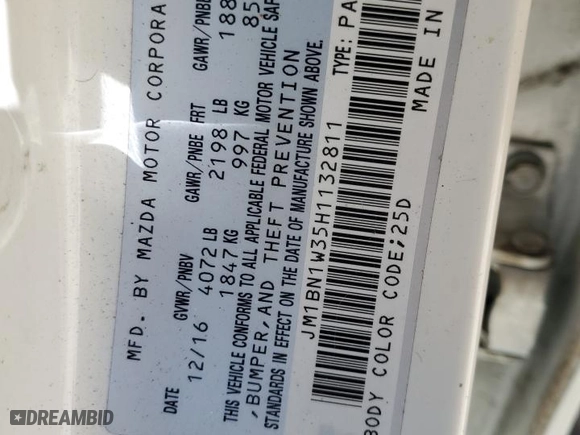 MFD. BY MAZDA MOTOR CORPORA
DATE GVWR/PNBV GAWR/PNBE FRT GAWR/PNBE
12/16 4072 LB 2198 LB 188
1847 KG 997 KG 85
THIS VEHICLE CONFORMS TO ALL APPLICABLE FEDERAL MOTOR VEHICLE SAF
,BUMPER, AND THEFT PREVENTION
STANDARDS IN EFFECT ON THE DATE OF MANUFACTURE SHOWN ABOVE.
JM1BN1W35H1132811 TYPE: PA
BODY COLOR CODE;25D MADE IN
DREAMBID